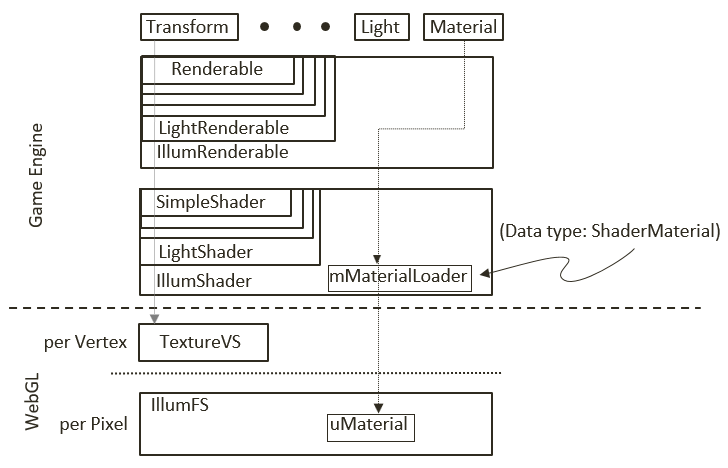 Transform
Light
Material
Renderable
LightRenderable
IllumRenderable
Game Engine
SimpleShader
LightShader
IllumShader
mMaterialLoader
(Data type: ShaderMaterial)
per Vertex
TextureVS
WebGL
per Pixel
IllumFS
uMaterial